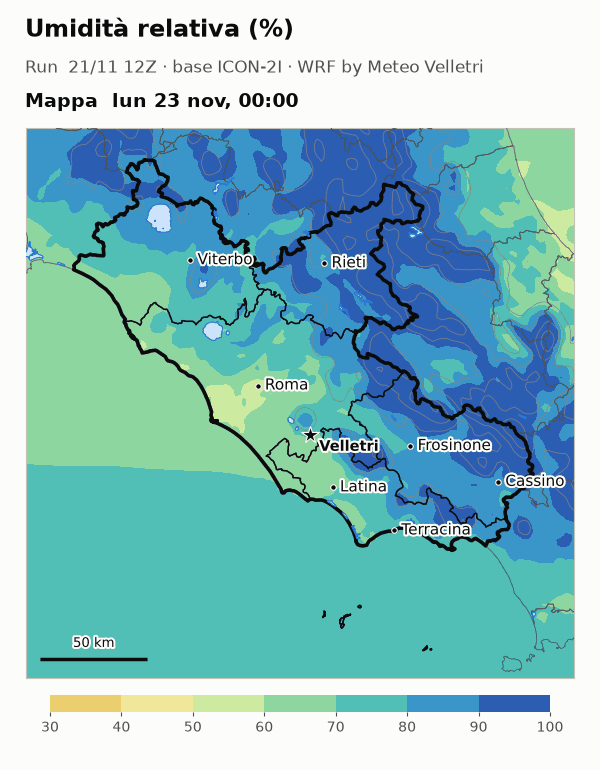 Umidità relativa (%)
Run  21/11 12Z · base ICON-2I · WRF by Meteo Velletri
Mappa  lun 23 nov, 00:00
Viterbo
Rieti
Roma
Velletri
Frosinone
Cassino
Latina
Terracina
50 km
30 40 50 60 70 80 90 100